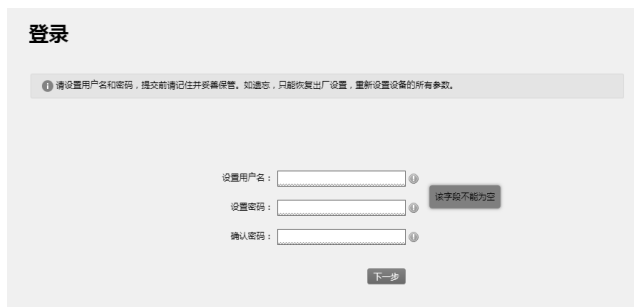 登录
请设置用户名和密码，提交前请记住并妥善保管。如遗忘，只能恢复出厂设置，重新设置设备的所有参数。
设置用户名：
该字段不能为空
设置密码：
确认密码：
下一步